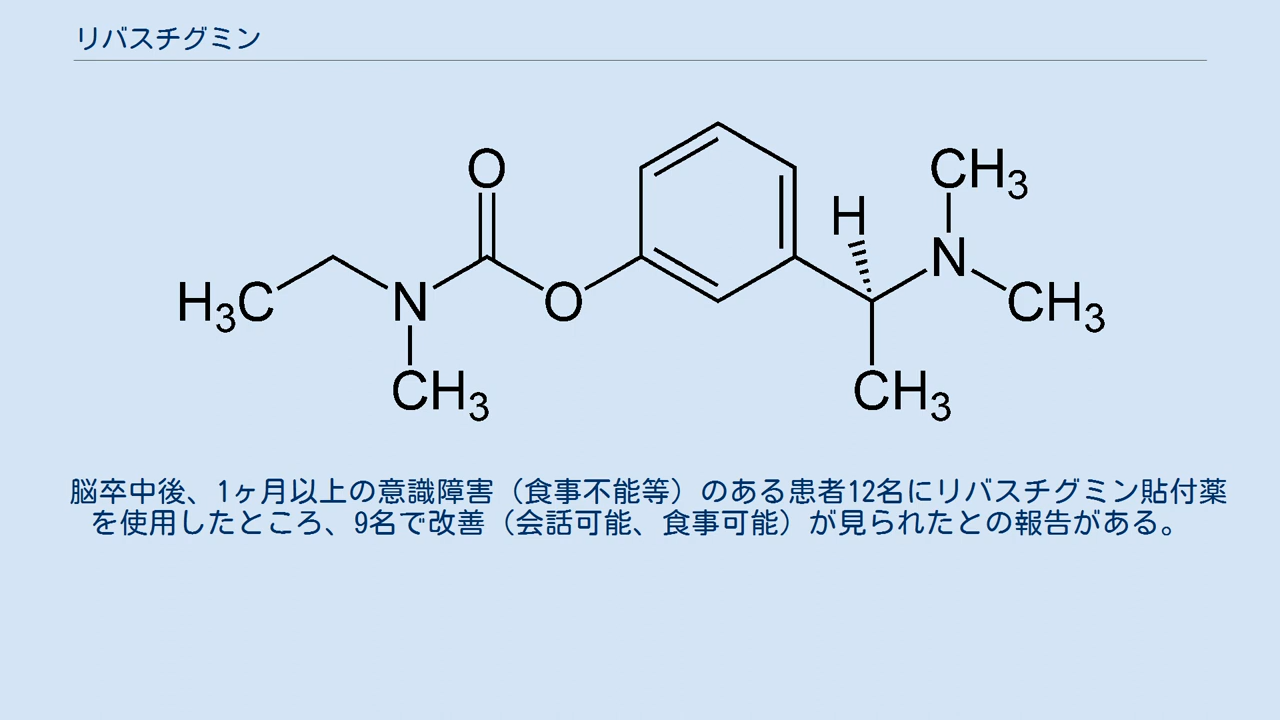 リバスチグミン
O
CH3
H
N
H3C
N
O
CH3
CH3
CH3
脳卒中後、1ヶ月以上の意識障害（食事不能等）のある患者12名にリバスチグミン貼付薬
を使用したところ、9名で改善（会話可能、食事可能）が見られたとの報告がある。